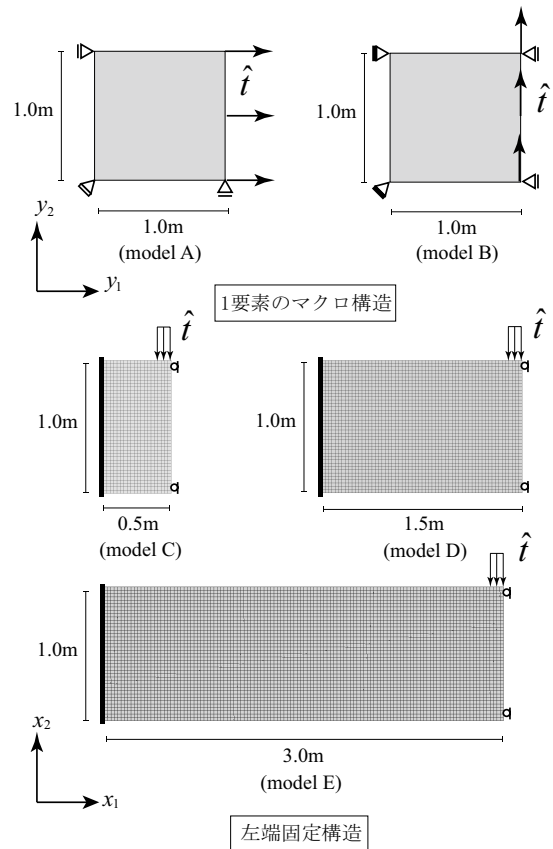 t̂
t̂
1.0m
1.0m
y₂
1.0m
1.0m
(model A)
(model B)
y₁
1要素のマクロ構造
t̂
t̂
1.0m
1.0m
0.5m
1.5m
(model C)
(model D)
t̂
1.0m
x₂
3.0m
(model E)
x₁
左端固定構造